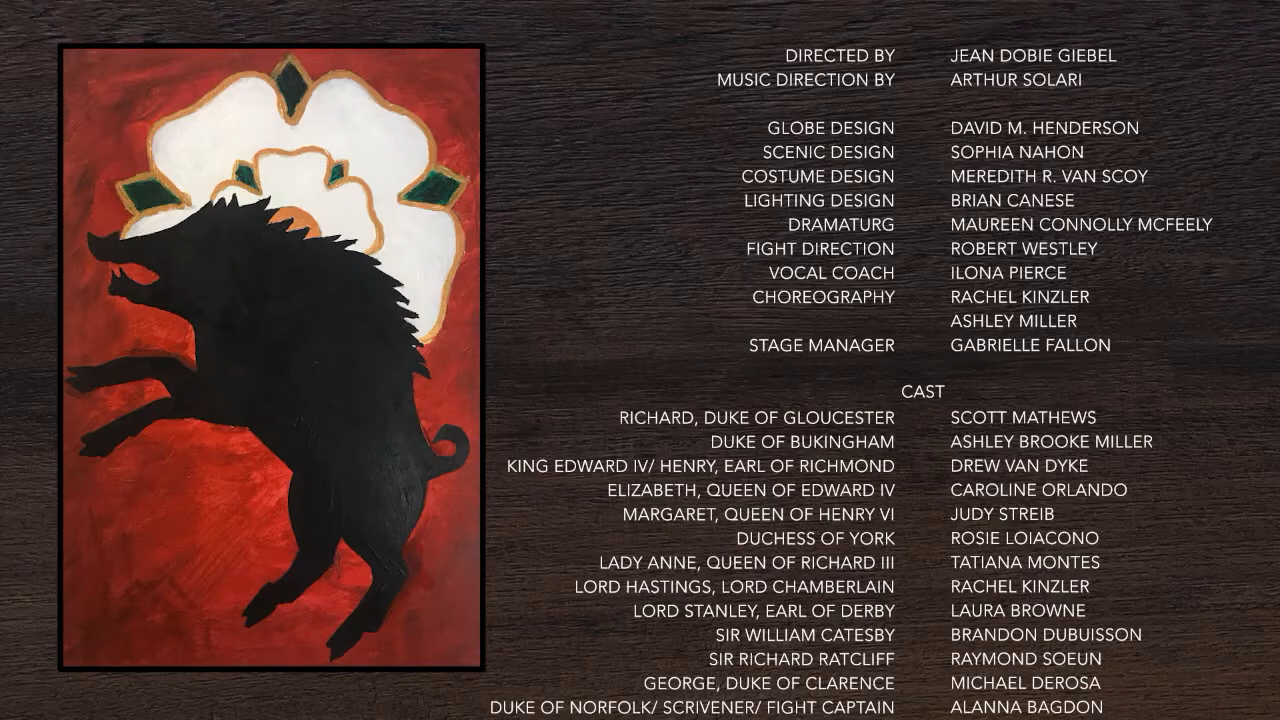 DIRECTED BY JEAN DOBIE GIEBEL
MUSIC DIRECTION BY ARTHUR SOLARI
GLOBE DESIGN DAVID M. HENDERSON
SCENIC DESIGN SOPHIA NAHON
COSTUME DESIGN MEREDITH R. VAN SCOY
LIGHTING DESIGN BRIAN CANESE
DRAMATURG MAUREEN CONNOLLY MCFEELY
FIGHT DIRECTION ROBERT WESTLEY
VOCAL COACH ILONA PIERCE
CHOREOGRAPHY RACHEL KINZLER
ASHLEY MILLER
STAGE MANAGER GABRIELLE FALLON
CAST
RICHARD, DUKE OF GLOUCESTER SCOTT MATHEWS
DUKE OF BUKINGHAM ASHLEY BROOKE MILLER
KING EDWARD IV/ HENRY, EARL OF RICHMOND DREW VAN DYKE
ELIZABETH, QUEEN OF EDWARD IV CAROLINE ORLANDO
MARGARET, QUEEN OF HENRY VI JUDY STREIB
DUCHESS OF YORK ROSIE LOIACONO
LADY ANNE, QUEEN OF RICHARD III TATIANA MONTES
LORD HASTINGS, LORD CHAMBERLAIN RACHEL KINZLER
LORD STANLEY, EARL OF DERBY LAURA BROWNE
SIR WILLIAM CATESBY BRANDON DUBUISSON
SIR RICHARD RATCLIFF RAYMOND SOEUN
GEORGE, DUKE OF CLARENCE MICHAEL DEROSA
DUKE OF NORFOLK/ SCRIVENER/ FIGHT CAPTAIN ALANNA BAGDON